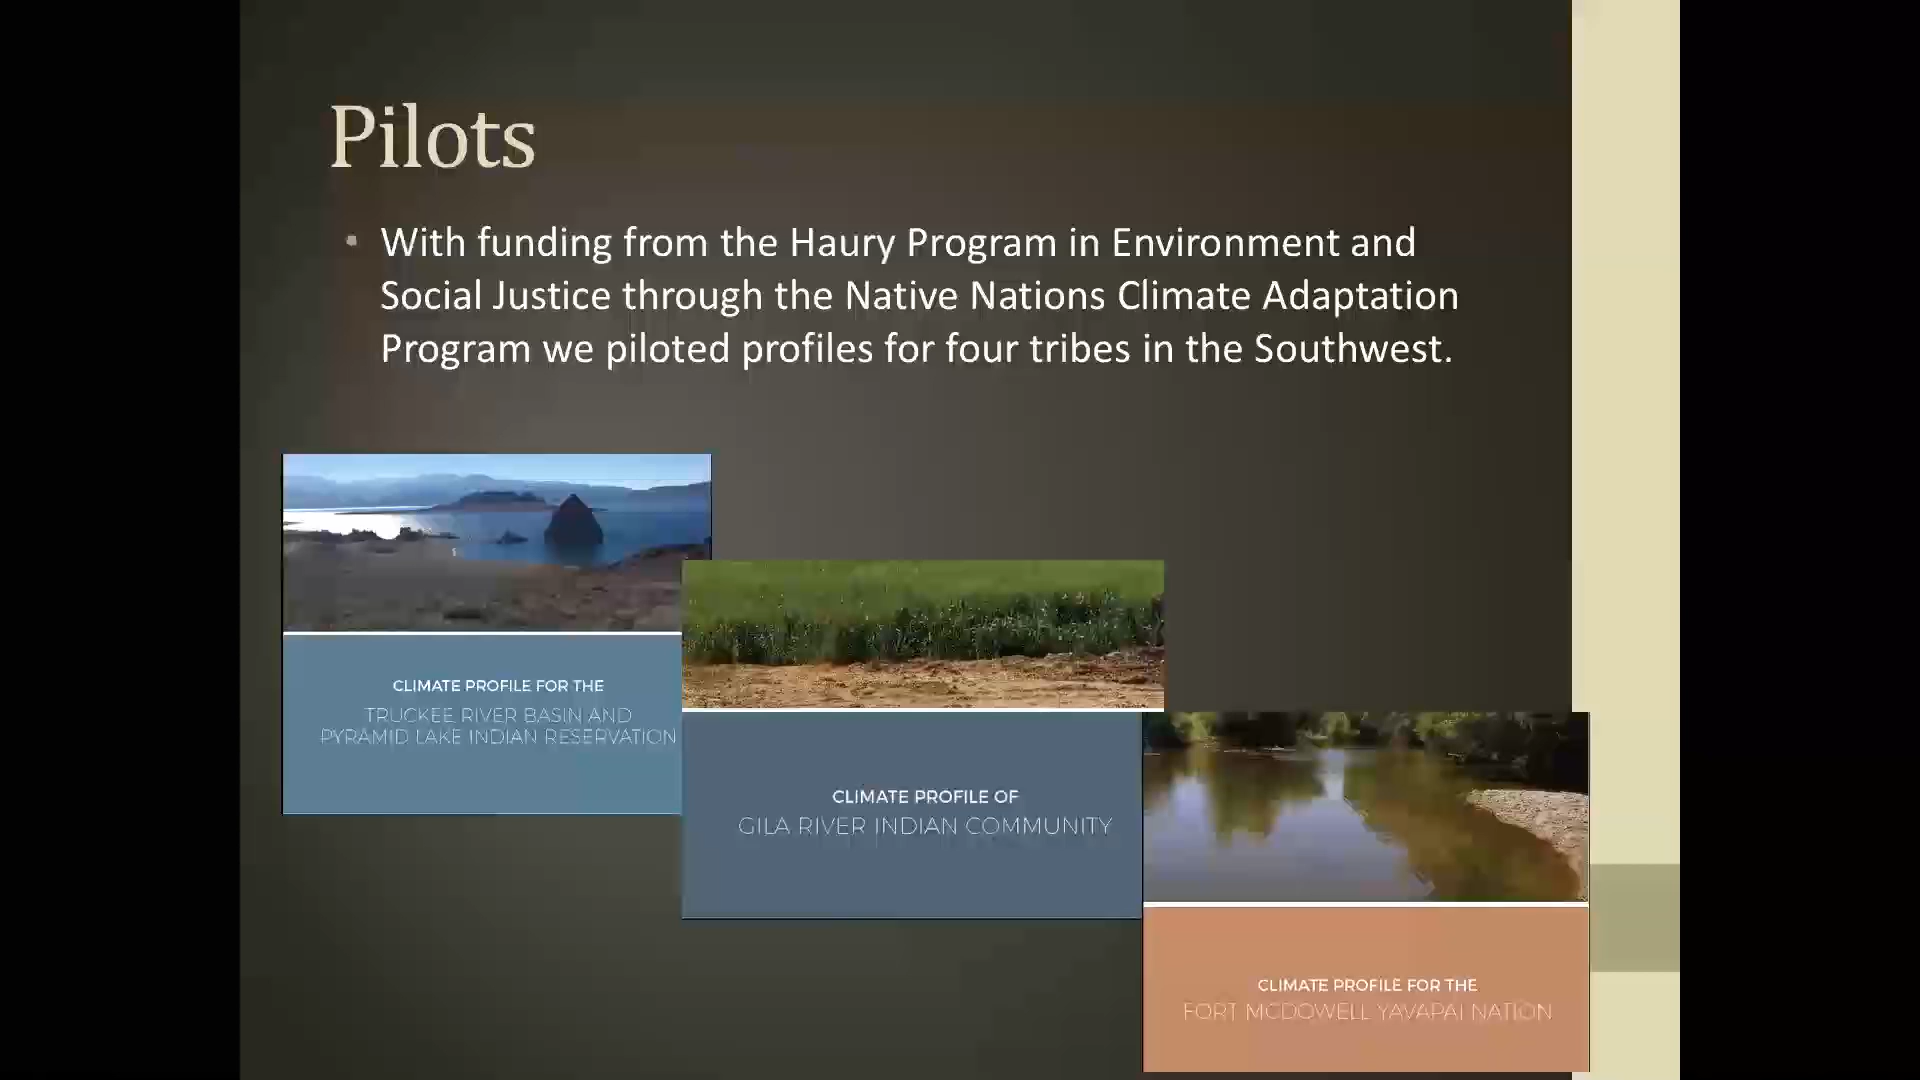 Pilots
With funding from the Haury Program in Environment and
Social Justice through the Native Nations Climate Adaptation
Program we piloted profiles for four tribes in the Southwest.
CLIMATE PROFILE FOR THE
TRUCKEE RIVER BASIN AND
PYRAMID LAKE INDIAN RESERVATION
CLIMATE PROFILE OF
GILA RIVER INDIAN COMMUNITY
CLIMATE PROFILE FOR THE
FORT MCDOWELL YAVAPAI NATION